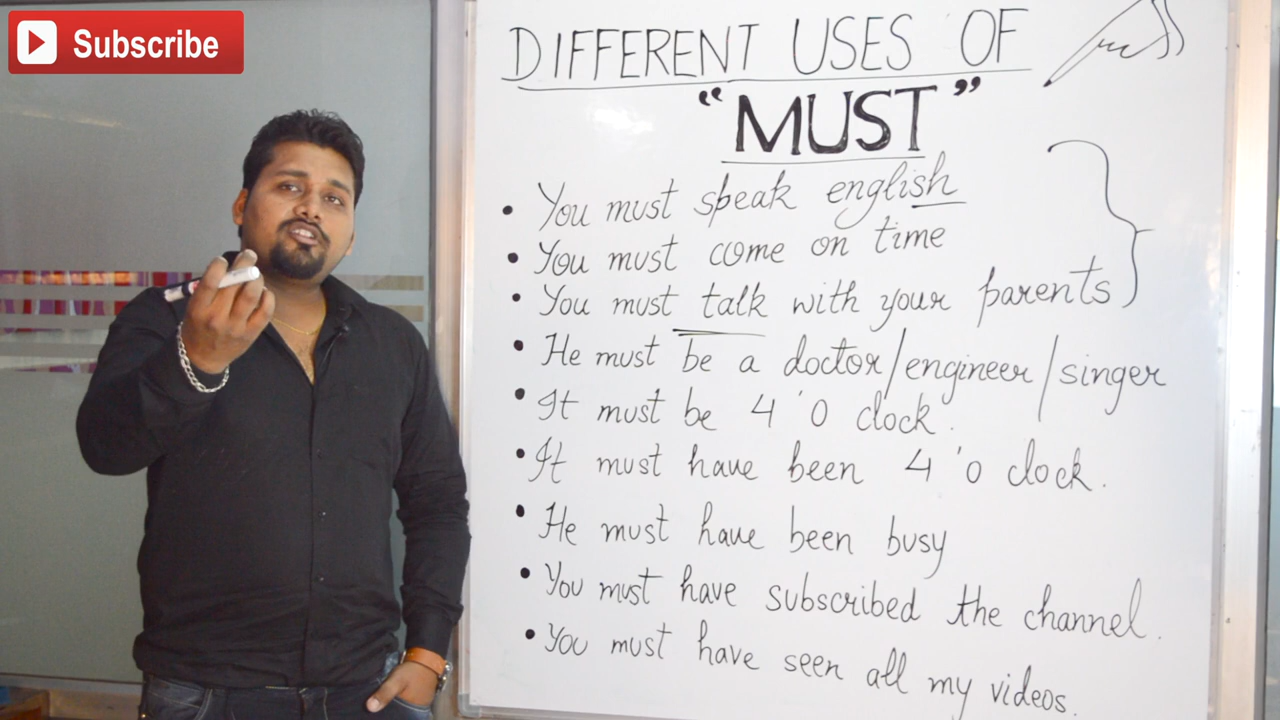 Subscribe
DIFFERENT USES OF
“MUST”
• You must speak english
• You must come on time
• You must talk with your parents
• He must be a doctor/engineer/singer
• It must be 4 'O clock.
• It must have been 4 'o clock.
• He must have been busy
• You must have subscribed the channel.
• You must have seen all my videos.